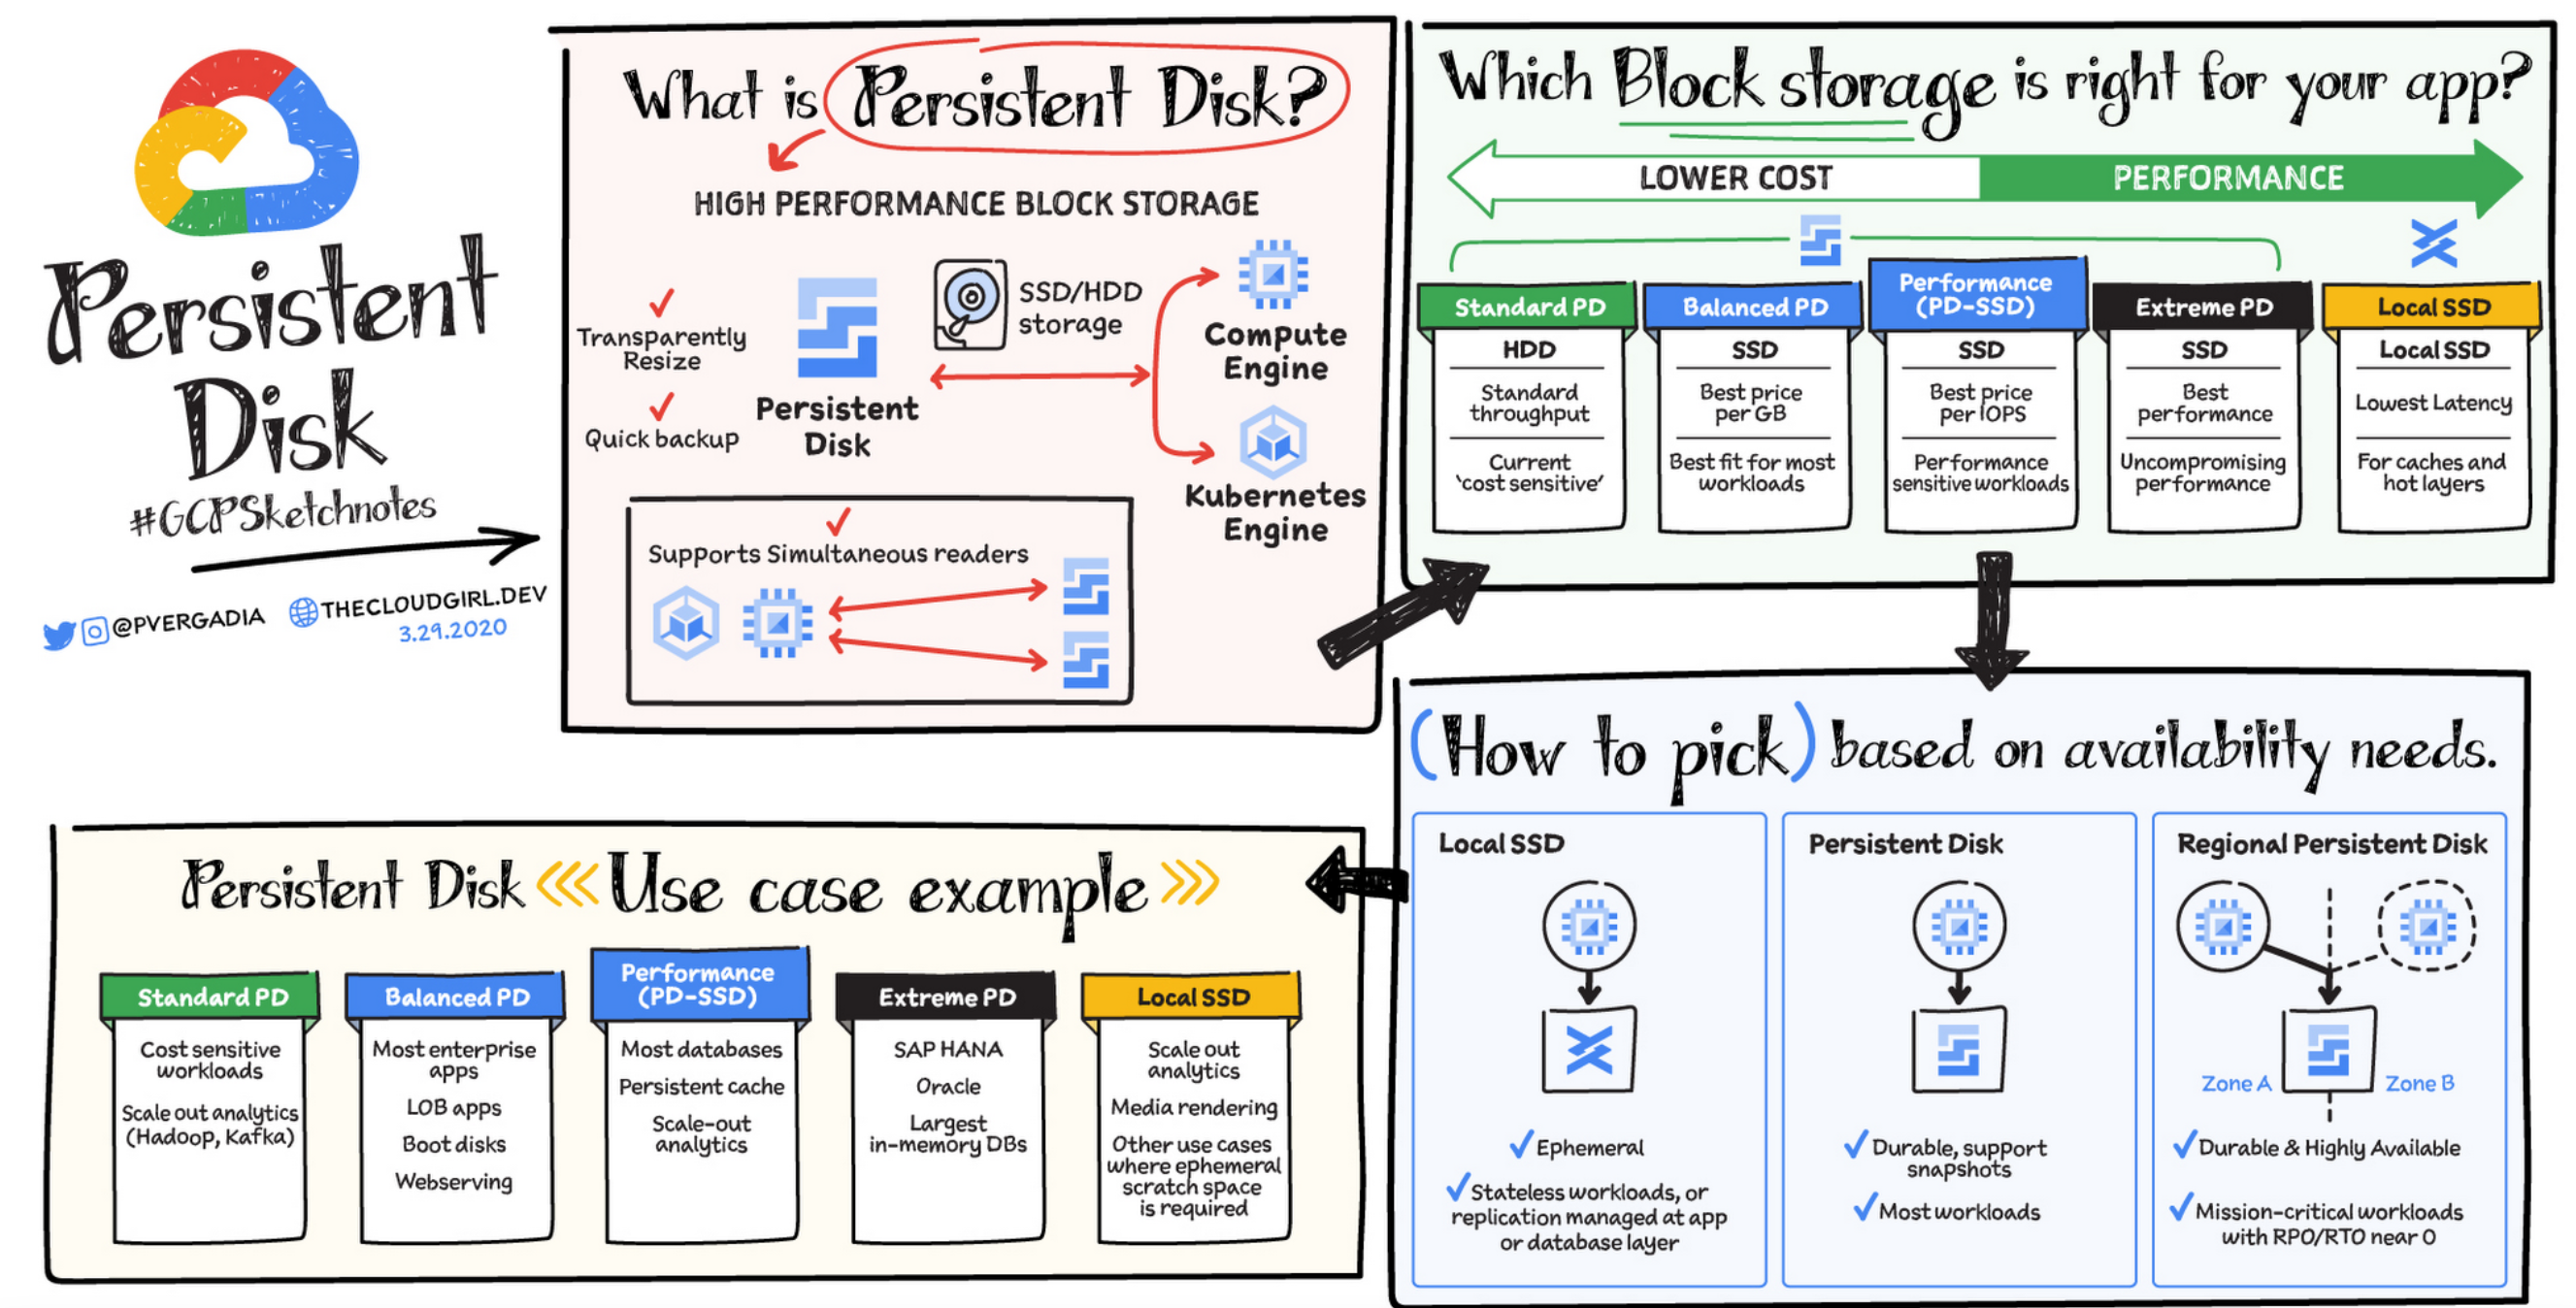 Persistent
Disk
#GCPSketchnotes
@PVERGADIA
THECLOUDGIRL.DEV
3.29.2020
What is Persistent Disk?
HIGH PERFORMANCE BLOCK STORAGE
✓
Transparently
Resize
✓
Quick backup
Persistent
Disk
SSD/HDD
storage
Compute
Engine
Kubernetes
Engine
✓
Supports Simultaneous readers
Which Block storage is right for your app?
LOWER COST
PERFORMANCE
Standard PD
HDD
Standard
throughput
Current
‘cost sensitive’
Balanced PD
SSD
Best price
per GB
Best fit for most
workloads
Performance
(PD-SSD)
SSD
Best price
per IOPS
Performance
sensitive workloads
Extreme PD
SSD
Best
performance
Uncompromising
performance
Local SSD
Local SSD
Lowest Latency
For caches and
hot layers
(How to pick) based on availability needs.
Local SSD
✓ Ephemeral
✓ Stateless workloads, or
replication managed at app
or database layer
Persistent Disk
✓ Durable, support
snapshots
✓ Most workloads
Regional Persistent Disk
Zone A
Zone B
✓ Durable & Highly Available
✓ Mission-critical workloads
with RPO/RTO near 0
Persistent Disk <<< Use case example >>>
Standard PD
Cost sensitive
workloads
Scale out analytics
(Hadoop, Kafka)
Balanced PD
Most enterprise
apps
LOB apps
Boot disks
Webserving
Performance
(PD-SSD)
Most databases
Persistent cache
Scale-out
analytics
Extreme PD
SAP HANA
Oracle
Largest
in-memory DBs
Local SSD
Scale out
analytics
Media rendering
Other use cases
where ephemeral
scratch space
is required